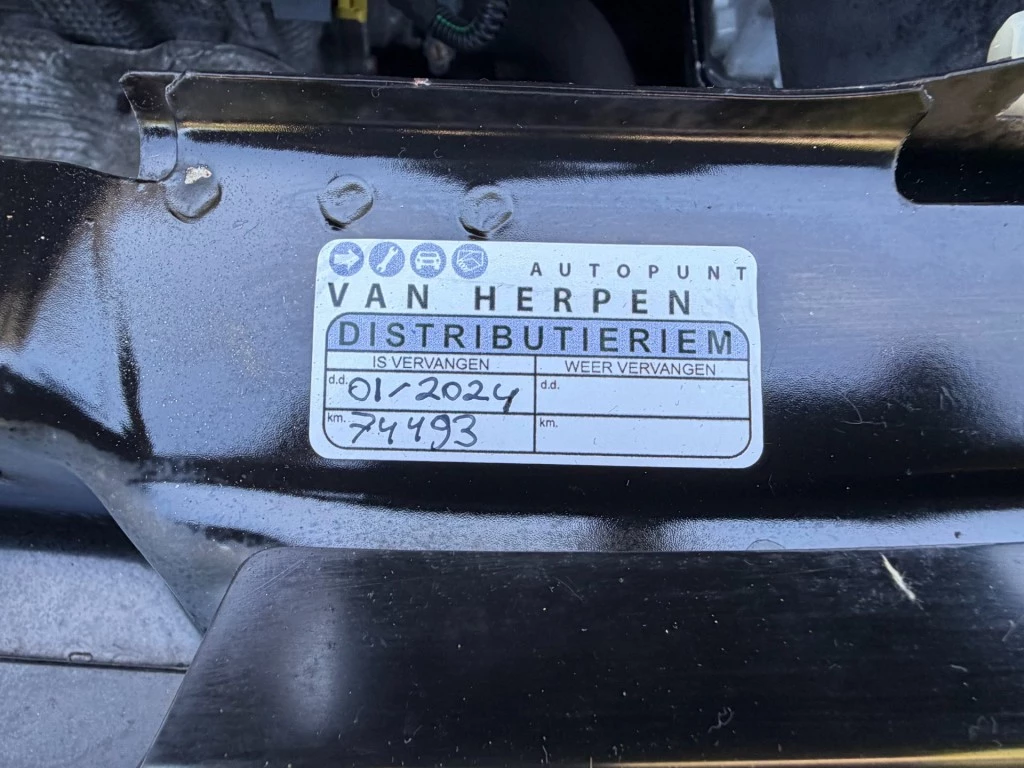 AUTOPUNT
VAN HERPEN
DISTRIBUTIERIEM
IS VERVANGEN WEER VERVANGEN
d.d. 01/2024 d.d.
km. 74493 km.